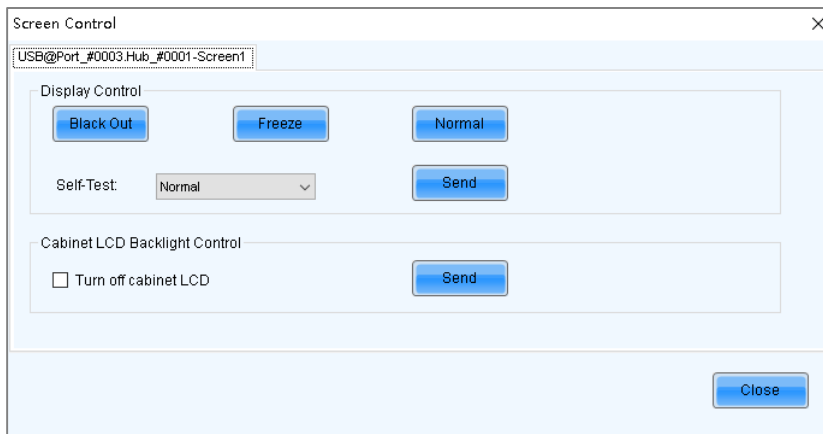 Screen Control
USB@Port_#0003.Hub_#0001-Screen1
Display Control
Black Out Freeze Normal
Self-Test: Normal Send
Cabinet LCD Backlight Control
Turn off cabinet LCD Send
Close